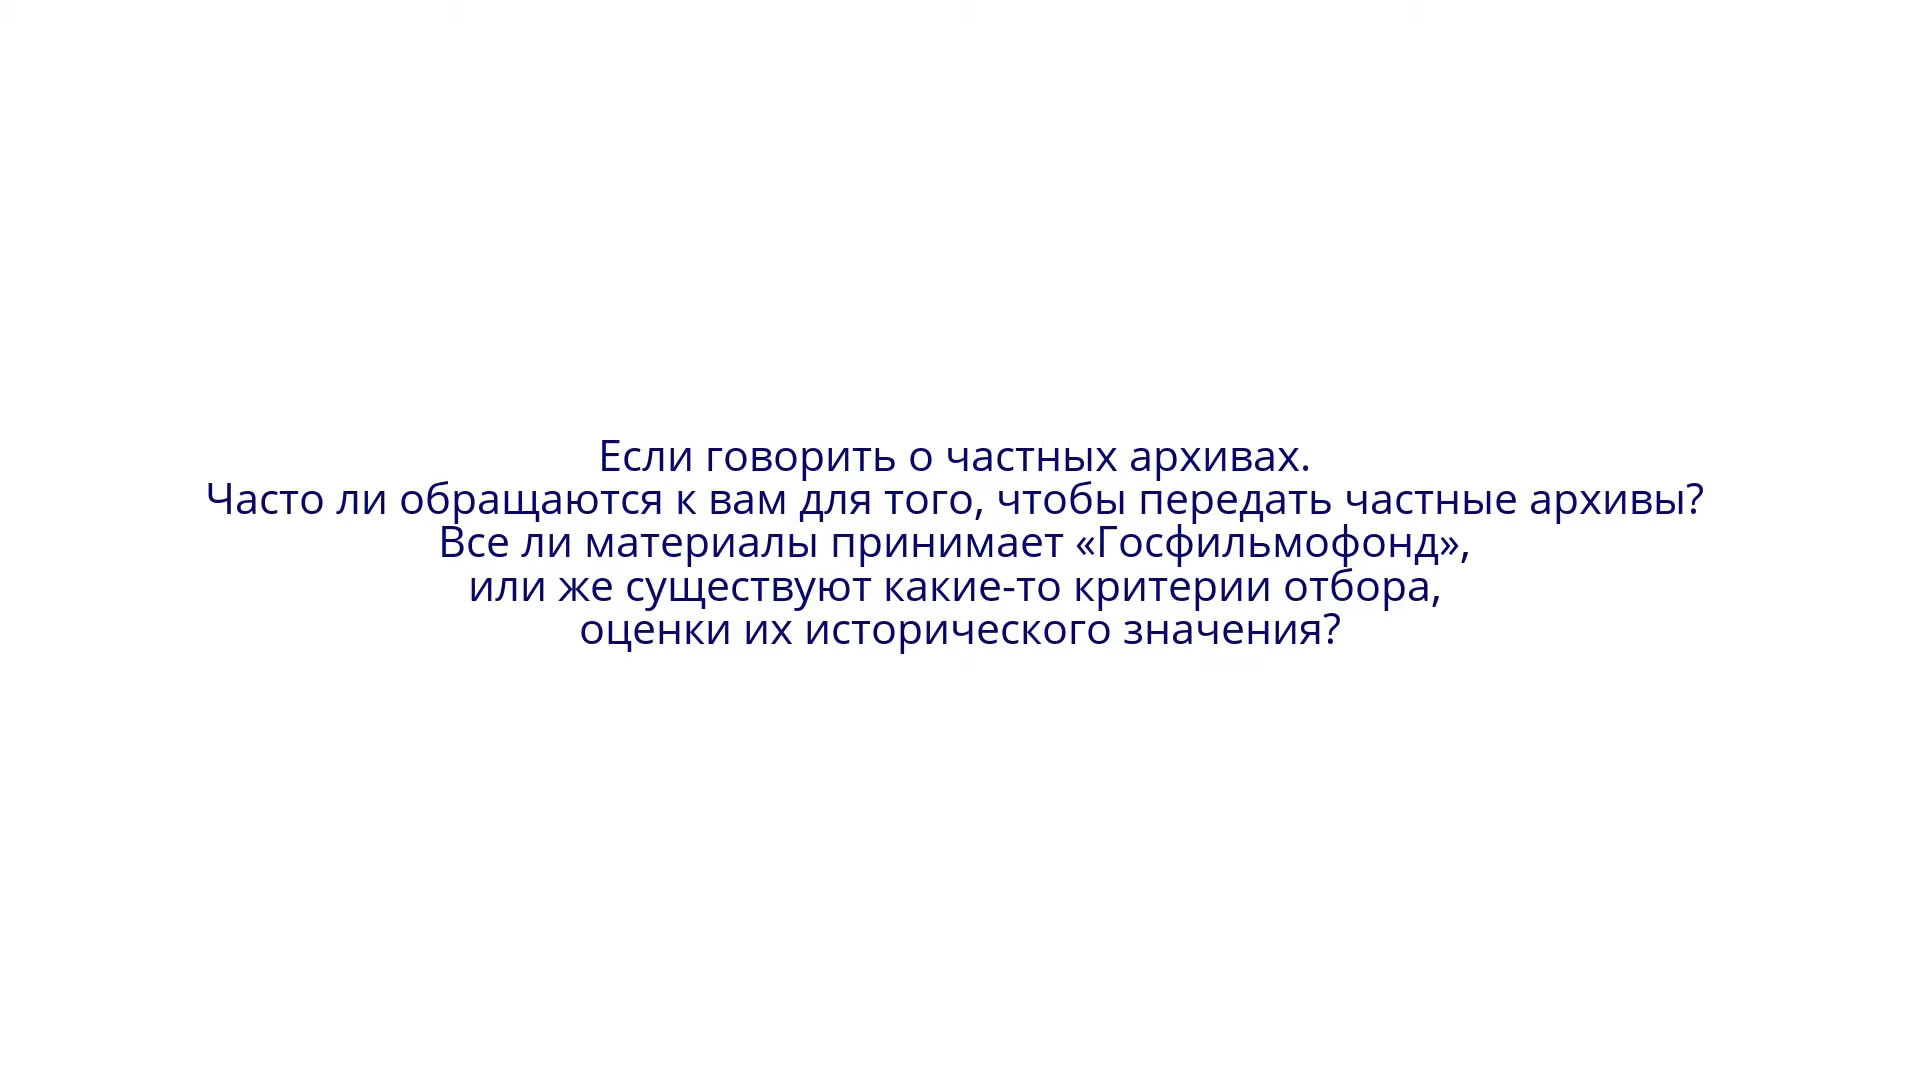 Если говорить о частных архивах.
Часто ли обращаются к вам для того, чтобы передать частные архивы?
Все ли материалы принимает «Госфильмофонд»,
или же существуют какие-то критерии отбора,
оценки их исторического значения?